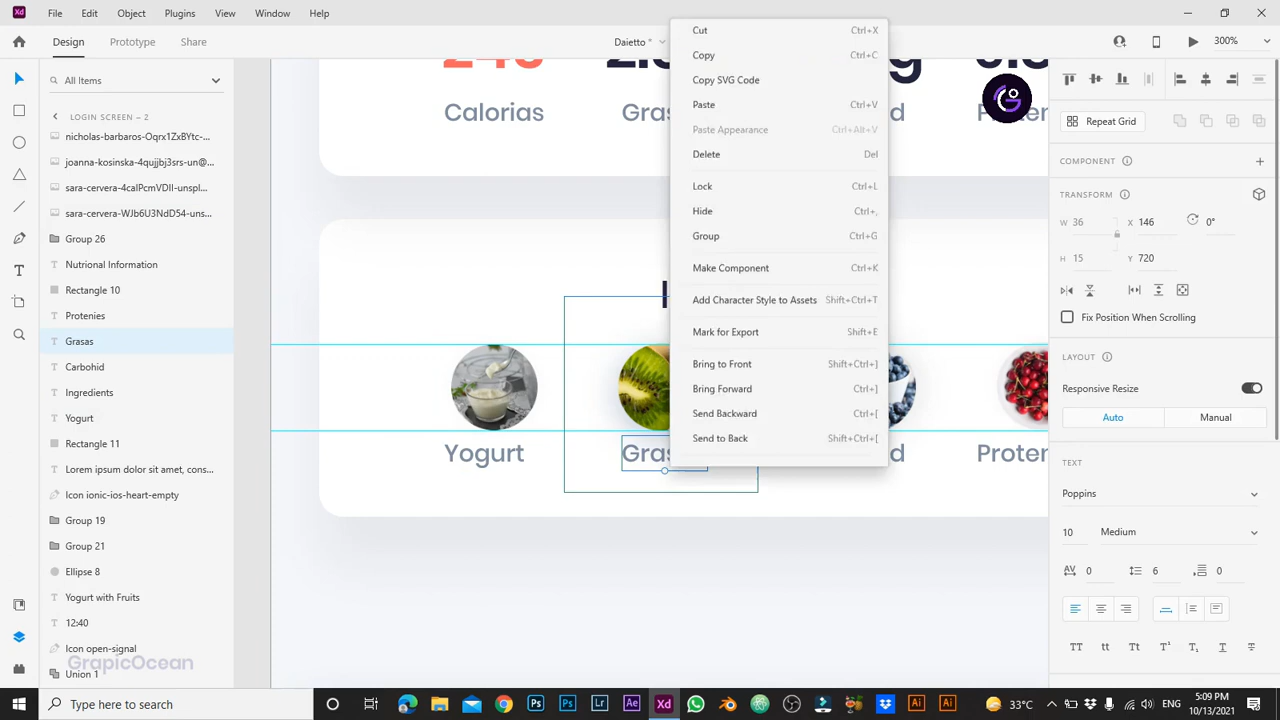 File Edit Object Plugins View Window Help
Design Prototype Share
Daietto *
300%
All Items
LOGIN SCREEN – 2
nicholas-barbaros-Oqrx1ZxBYtc-...
joanna-kosinska-4qujjbj3srs-un@...
sara-cervera-4calPcmVDII-unspl...
sara-cervera-WJb6U3NdD54-uns...
Group 26
Nutrional Information
Rectangle 10
Protenies
Grasas
Carbohid
Ingredients
Yogurt
Rectangle 11
Lorem ipsum dolor sit amet, cons...
Icon ionic-ios-heart-empty
Group 19
Group 21
Ellipse 8
Yogurt with Fruits
12:40
Icon open-signal
Union 1
GrapicOcean
Calorias
Yogurt
Cut Ctrl+X
Copy Ctrl+C
Copy SVG Code
Paste Ctrl+V
Paste Appearance Ctrl+Alt+V
Delete Del
Lock Ctrl+L
Hide Ctrl+,
Group Ctrl+G
Make Component Ctrl+K
Add Character Style to Assets Shift+Ctrl+T
Mark for Export Shift+E
Bring to Front Shift+Ctrl+]
Bring Forward Ctrl+]
Send Backward Ctrl+[
Send to Back Shift+Ctrl+[
Repeat Grid
COMPONENT
TRANSFORM
W 36 X 146 0°
H 15 Y 720
Fix Position When Scrolling
LAYOUT
Responsive Resize
Auto Manual
TEXT
Poppins
10 Medium
0 6 0
Type here to search
33°C
5:09 PM
10/13/2021